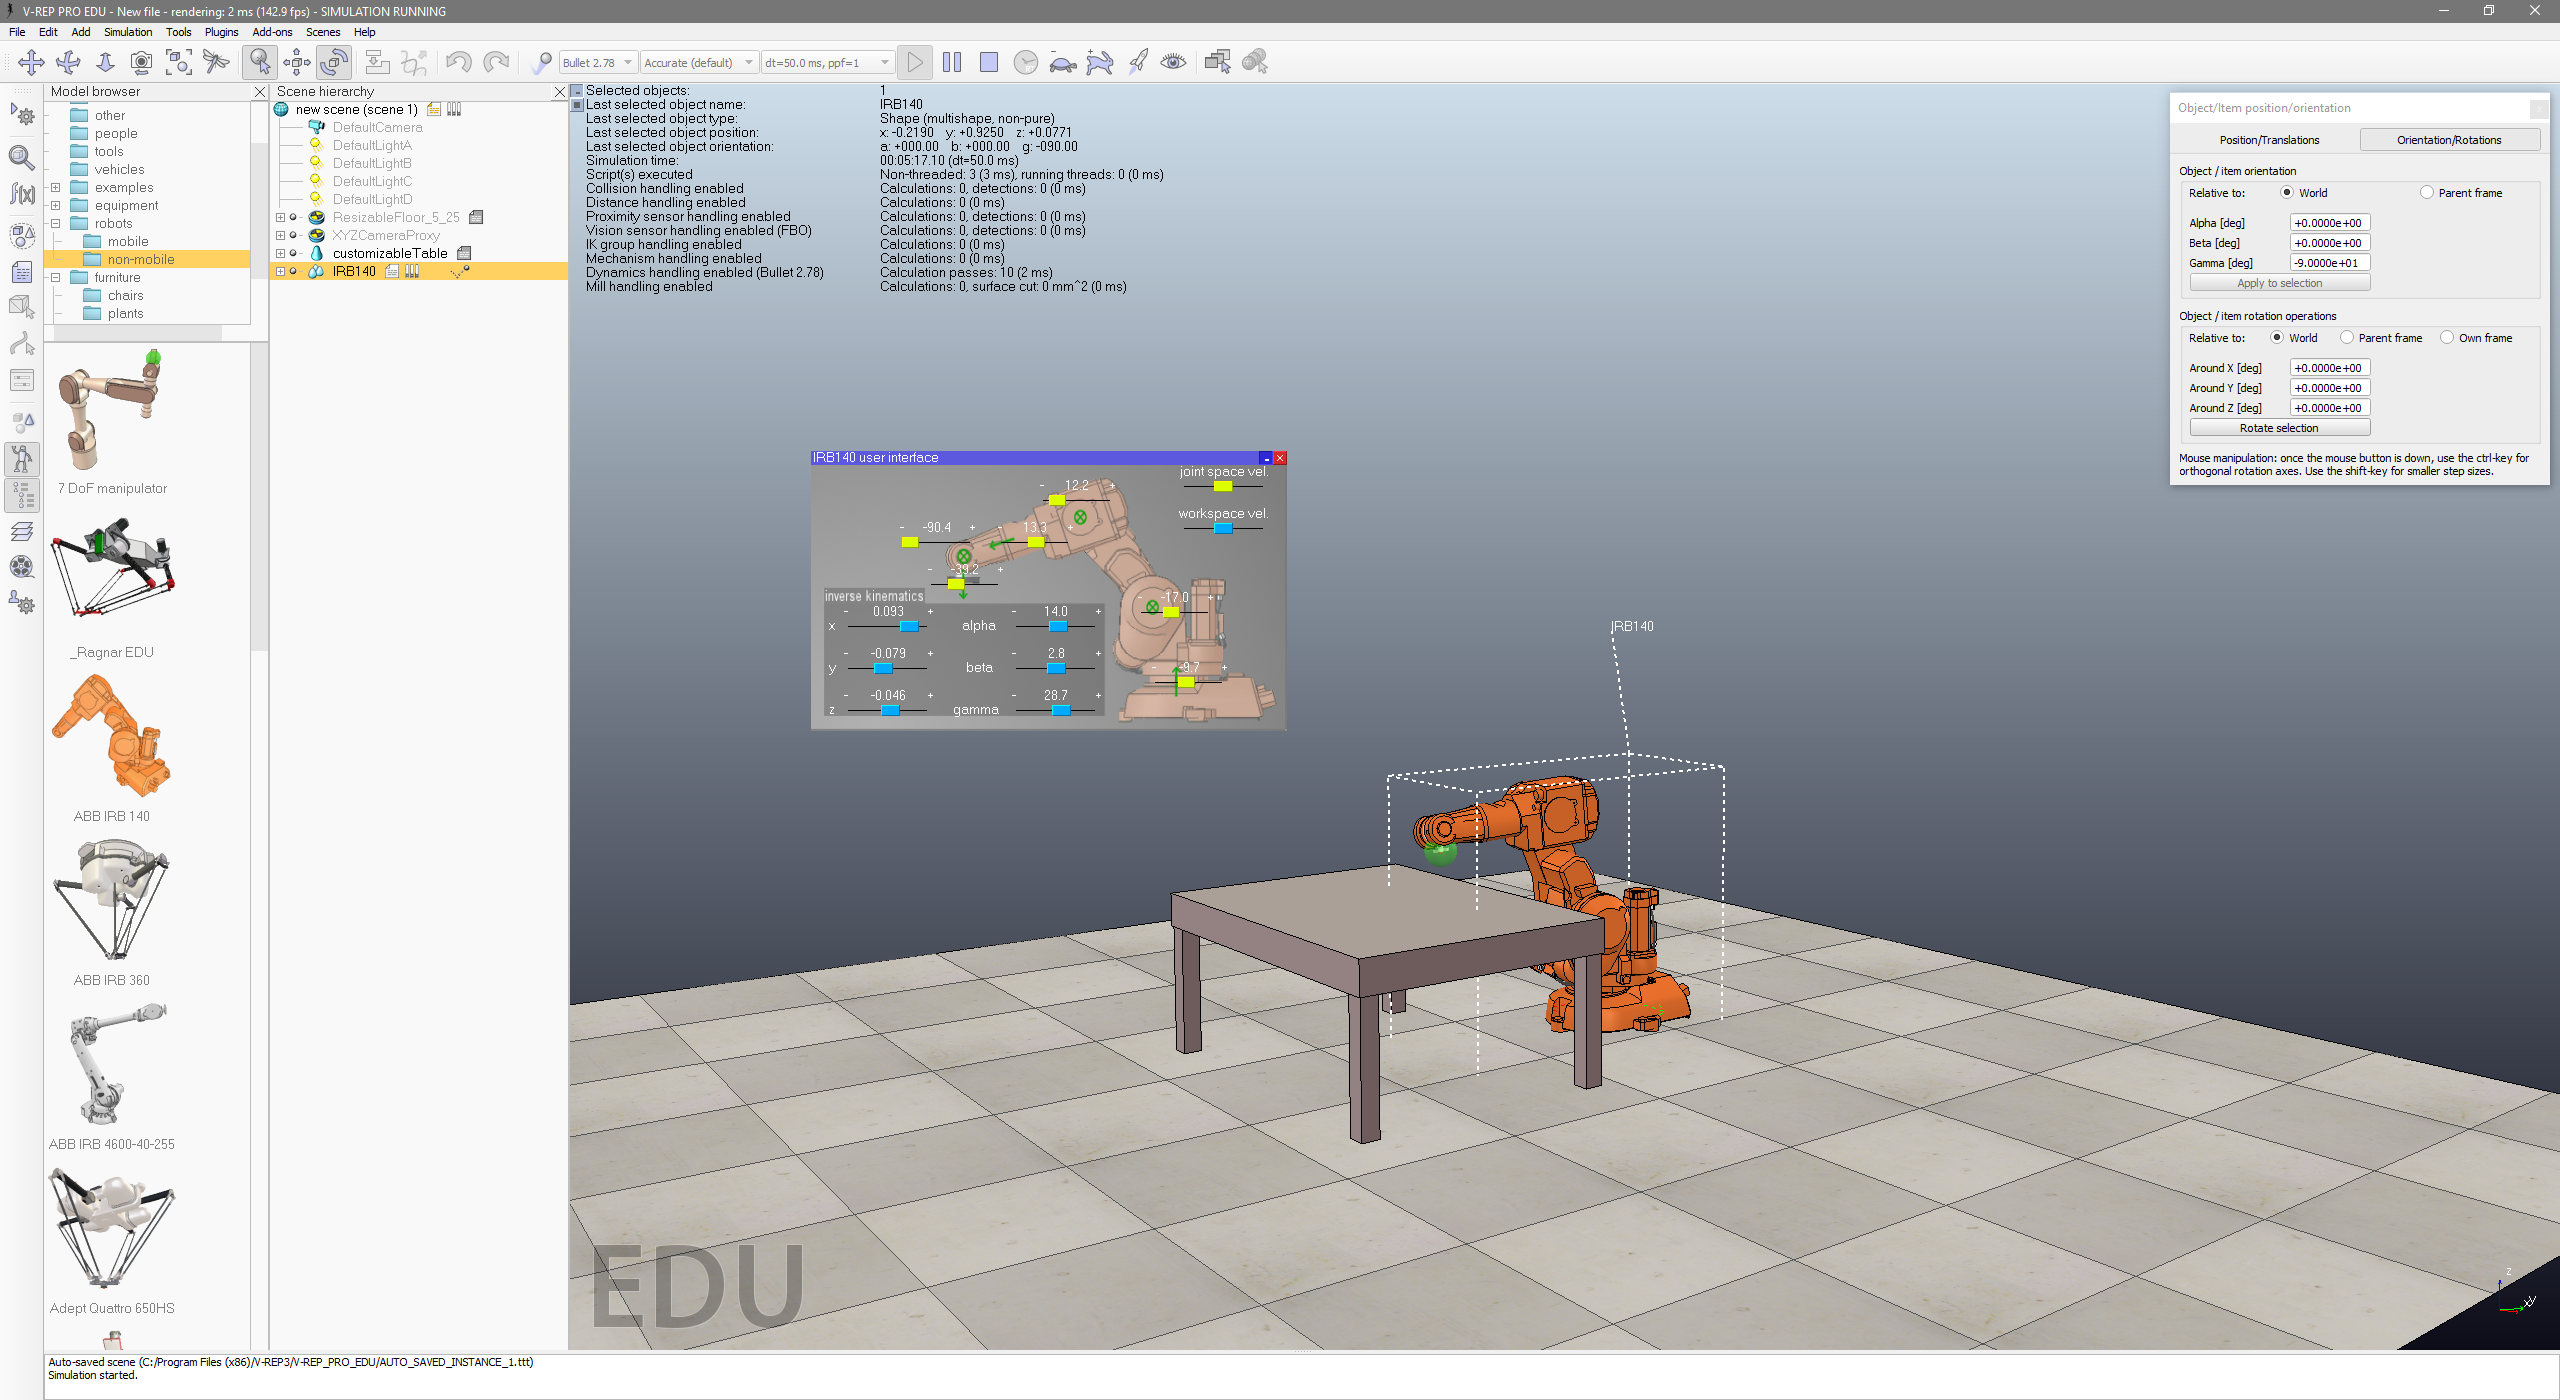 V-REP PRO EDU - New file - rendering: 2 ms (142.9 fps) - SIMULATION RUNNING
File Edit Add Simulation Tools Plugins Add-ons Scenes Help
Bullet 2.78 Accurate (default) dt=50.0 ms, ppf=1
Model browser
other
people
tools
vehicles
examples
equipment
robots
mobile
non-mobile
furniture
chairs
plants
7 DoF manipulator
_Ragnar EDU
ABB IRB 140
ABB IRB 360
ABB IRB 4600-40-255
Adept Quattro 650HS
Scene hierarchy
new scene (scene 1)
DefaultCamera
DefaultLightA
DefaultLightB
DefaultLightC
DefaultLightD
ResizableFloor_5_25
XYZCameraProxy
customizableTable
IRB140
Selected objects: 1
Last selected object name: IRB140
Last selected object type: Shape (multishape, non-pure)
Last selected object position: x: -0.2190 y: +0.9250 z: +0.0771
Last selected object orientation: a: +000.00 b: +000.00 g: -090.00
Simulation time: 00:05:17.10 (dt=50.0 ms)
Script(s) executed Non-threaded: 3 (3 ms), running threads: 0 (0 ms)
Collision handling enabled Calculations: 0, detections: 0 (0 ms)
Distance handling enabled Calculations: 0 (0 ms)
Proximity sensor handling enabled Calculations: 0, detections: 0 (0 ms)
Vision sensor handling enabled (FBO) Calculations: 0, detections: 0 (0 ms)
IK group handling enabled Calculations: 0 (0 ms)
Mechanism handling enabled Calculations: 0 (0 ms)
Dynamics handling enabled (Bullet 2.78) Calculation passes: 10 (2 ms)
Mill handling enabled Calculations: 0, surface cut: 0 mm^2 (0 ms)
IRB140 user interface
joint space vel.
- 12.2 +
workspace vel.
- -90.4 + - 13.3 +
- -39.2 +
inverse kinematics
- -17.0 +
- 0.093 + - 14.0 +
x alpha
- -0.079 + - 2.8 +
y beta
- -9.7 +
- -0.046 + - 28.7 +
z gamma
IRB140
EDU
z
x y
Object/Item position/orientation
Position/Translations Orientation/Rotations
Object / item orientation
Relative to: World Parent frame
Alpha [deg] +0.0000e+00
Beta [deg] +0.0000e+00
Gamma [deg] -9.0000e+01
Apply to selection
Object / item rotation operations
Relative to: World Parent frame Own frame
Around X [deg] +0.0000e+00
Around Y [deg] +0.0000e+00
Around Z [deg] +0.0000e+00
Rotate selection
Mouse manipulation: once the mouse button is down, use the ctrl-key for
orthogonal rotation axes. Use the shift-key for smaller step sizes.
Auto-saved scene (C:/Program Files (x86)/V-REP3/V-REP_PRO_EDU/AUTO_SAVED_INSTANCE_1.ttt)
Simulation started.